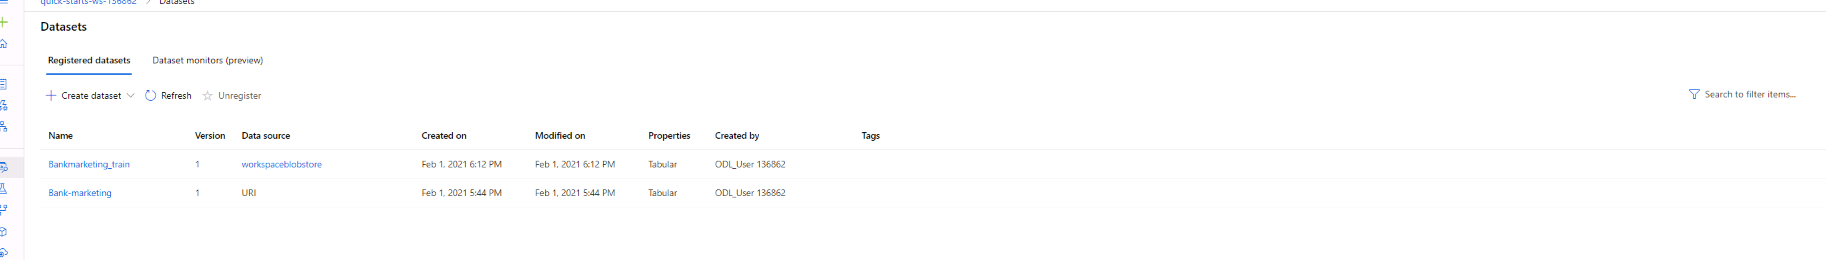 quick-starts-ws-136862 > Datasets
Datasets
Registered datasets Dataset monitors (preview)
Create dataset Refresh Unregister Search to filter items...
Name Version Data source Created on Modified on Properties Created by Tags
Bankmarketing_train 1 workspaceblobstore Feb 1, 2021 6:12 PM Feb 1, 2021 6:12 PM Tabular ODL_User 136862
Bank-marketing 1 URI Feb 1, 2021 5:44 PM Feb 1, 2021 5:44 PM Tabular ODL_User 136862